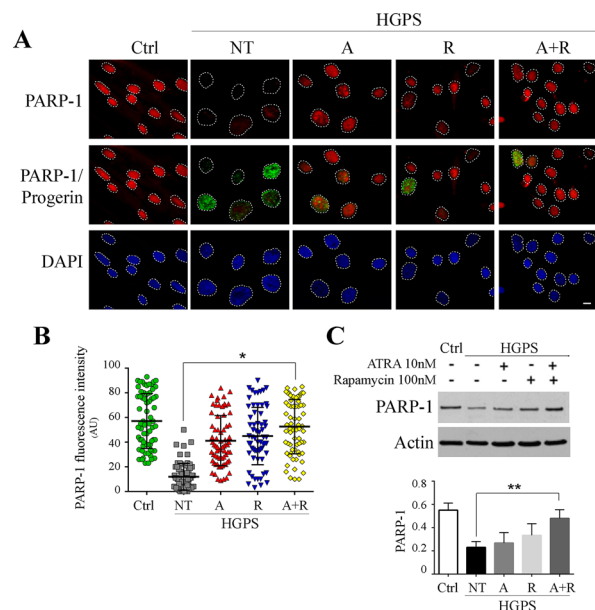 HGPS
A
Ctrl NT A R A+R
PARP-1
PARP-1/
Progerin
DAPI
B
PARP-1 fluorescence intensity
(AU)
*
100
80
60
40
20
0
Ctrl NT A R A+R
HGPS
C
Ctrl HGPS
ATRA 10nM - - + - +
Rapamycin 100nM - - - + +
PARP-1
Actin
PARP-1
**
0.8
0.6
0.4
0.2
0
Ctrl NT A R A+R
HGPS